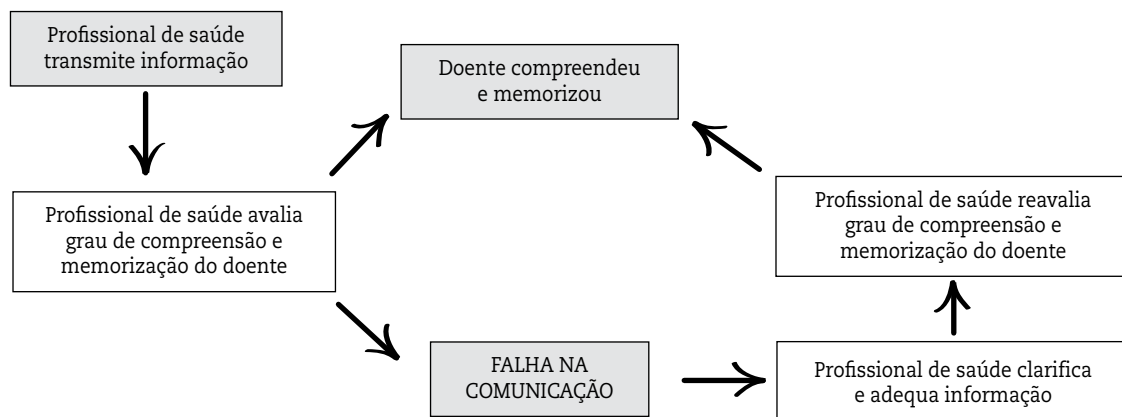 Profissional de saúde
transmite informação
Doente compreendeu
e memorizou
Profissional de saúde avalia
grau de compreensão e
memorização do doente
Profissional de saúde reavalia
grau de compreensão e
memorização do doente
FALHA NA
COMUNICAÇÃO
Profissional de saúde clarifica
e adequa informação